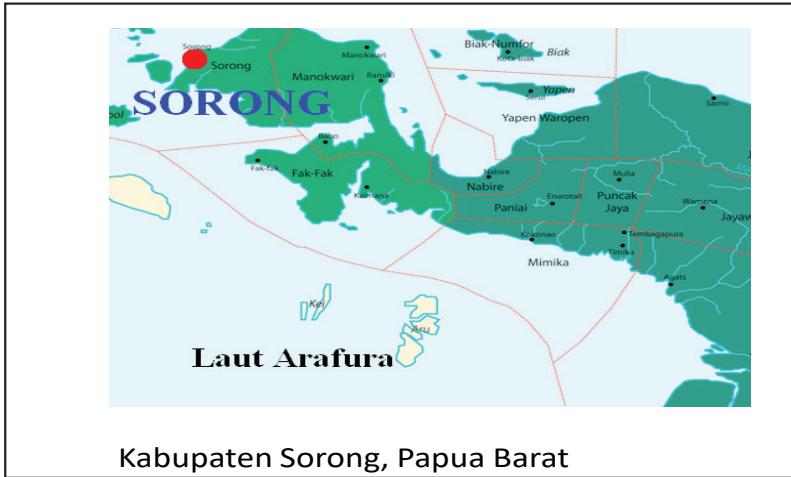 Sorong
Sorong
SORONG
ool
Manokwari
Manokwari
Ransiki
Biak-Numfor
Kota-Biak
Biak
Yapen
Serui
Yapen Waropen
Sarmi
Babo
Fak-fak
Fak-Fak
Kaimana
Nabire
Nabire
Paniai
Enarotali
Mulia
Puncak
Jaya
Wamena
Jayaw
Kokonao
Mimika
Tembagapura
Timika
Agats
Kei
Aru
Laut Arafura
Kabupaten Sorong, Papua Barat